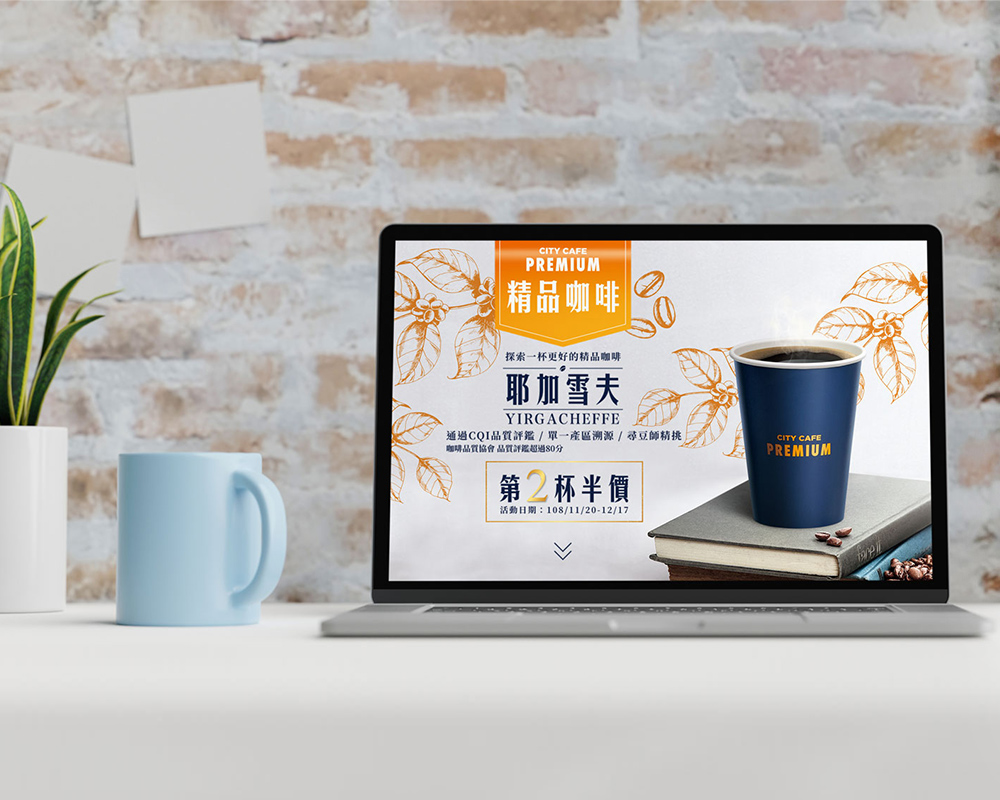 CITY CAFE
PREMIUM
精品咖啡
探索一杯更好的精品咖啡
耶加雪夫
YIRGACHEFFE
通過CQI品質評鑑 / 單一產區溯源 / 尋豆師精挑
咖啡品質協會 品質評鑑超過80分
第2杯半價
活動日期：108/11/20-12/17
CITY CAFE
PREMIUM
face it